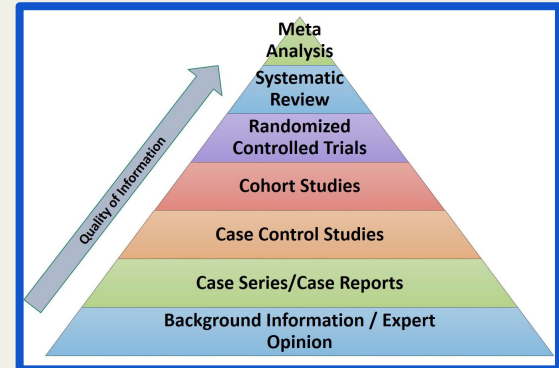 Meta
Analysis
Systematic
Review
Randomized
Controlled Trials
Cohort Studies
Case Control Studies
Case Series/Case Reports
Background Information / Expert
Opinion
Quality of Information